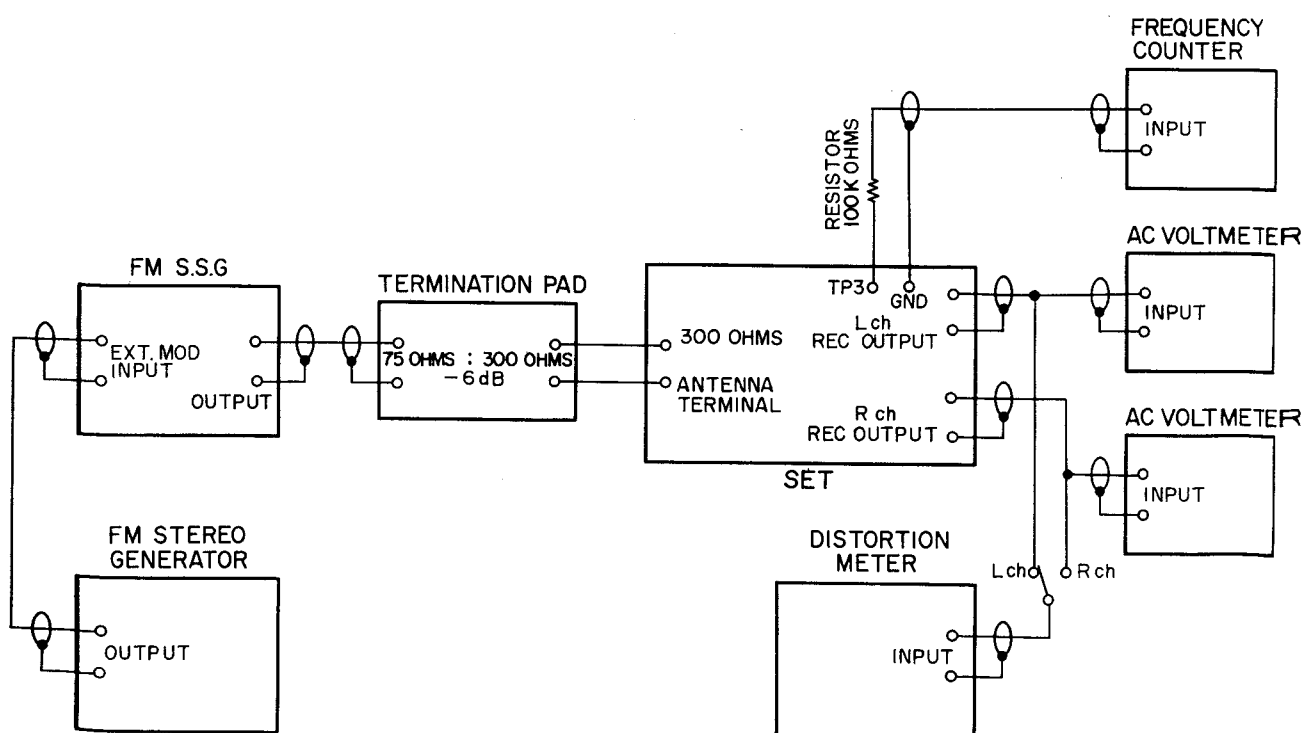 FREQUENCY
COUNTER
INPUT
RESISTOR
100K OHMS
AC VOLTMETER
INPUT
FM S.S.G
EXT. MOD
INPUT
OUTPUT
TERMINATION PAD
75 OHMS : 300 OHMS
-6dB
300 OHMS
ANTENNA
TERMINAL
TP3
GND
L ch
REC OUTPUT
R ch
REC OUTPUT
SET
AC VOLTMETER
INPUT
FM STEREO
GENERATOR
OUTPUT
DISTORTION
METER
L ch
R ch
INPUT